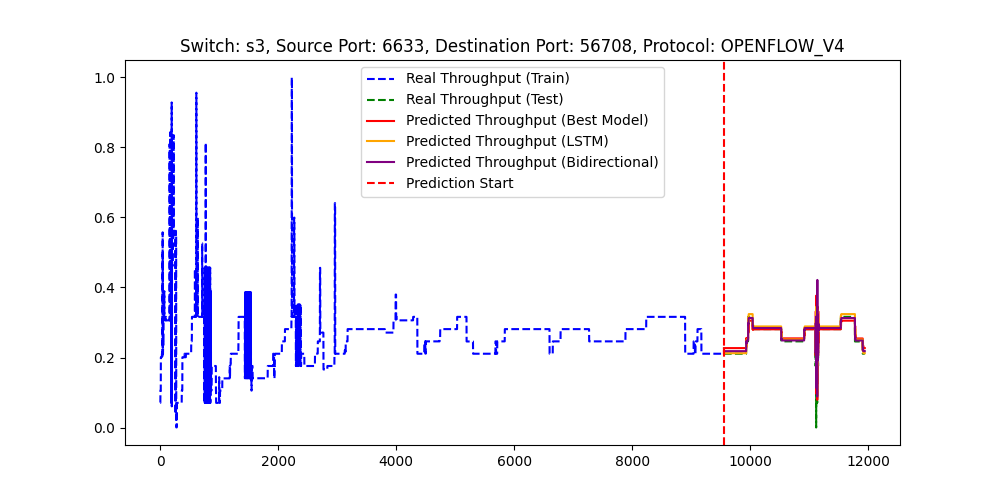 Switch: s3, Source Port: 6633, Destination Port: 56708, Protocol: OPENFLOW_V4
Real Throughput (Train)
Real Throughput (Test)
Predicted Throughput (Best Model)
Predicted Throughput (LSTM)
Predicted Throughput (Bidirectional)
Prediction Start
1.0
0.8
0.6
0.4
0.2
0.0
0 2000 4000 6000 8000 10000 12000